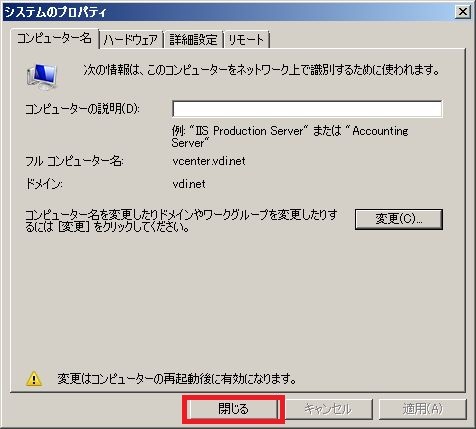 システムのプロパティ
コンピューター名 ハードウェア 詳細設定 リモート
次の情報は、このコンピューターをネットワーク上で識別するために使われます。
コンピューターの説明(D):
例: "IIS Production Server" または "Accounting
Server"
フル コンピューター名: vcenter.vdi.net
ドメイン: vdi.net
コンピューター名を変更したりドメインやワークグループを変更したりす
るには [変更] をクリックしてください。
変更(C)...
変更はコンピューターの再起動後に有効になります。
閉じる キャンセル 適用(A)